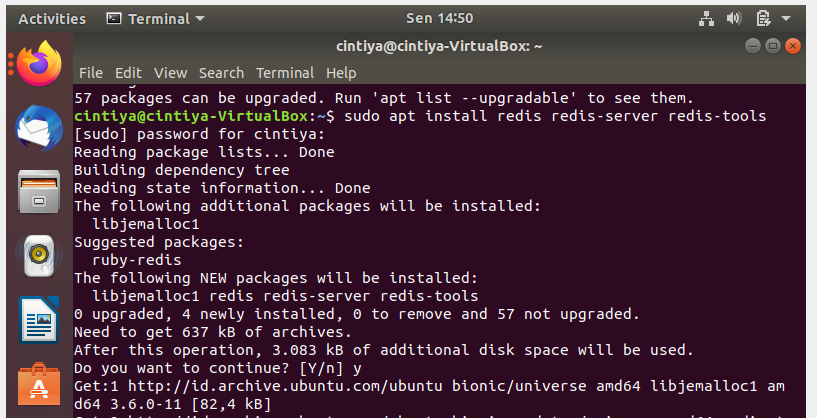 Activities Terminal Sen 14:50
cintiya@cintiya-VirtualBox: ~
File Edit View Search Terminal Help
57 packages can be upgraded. Run 'apt list --upgradable' to see them.
cintiya@cintiya-VirtualBox:~$ sudo apt install redis redis-server redis-tools
[sudo] password for cintiya:
Reading package lists... Done
Building dependency tree
Reading state information... Done
The following additional packages will be installed:
  libjemalloc1
Suggested packages:
  ruby-redis
The following NEW packages will be installed:
  libjemalloc1 redis redis-server redis-tools
0 upgraded, 4 newly installed, 0 to remove and 57 not upgraded.
Need to get 637 kB of archives.
After this operation, 3.083 kB of additional disk space will be used.
Do you want to continue? [Y/n] y
Get:1 http://id.archive.ubuntu.com/ubuntu bionic/universe amd64 libjemalloc1 am
d64 3.6.0-11 [82,4 kB]